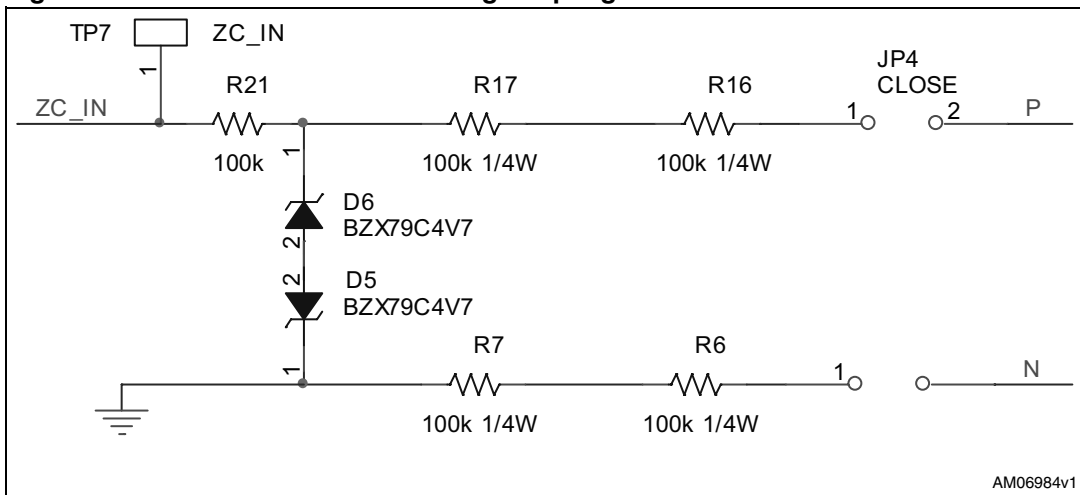 TP7 ZC_IN
1
R21 R17 R16 JP4
CLOSE
ZC_IN 1 2 P
100k 100k 1/4W 100k 1/4W
1
D6
BZX79C4V7
2
2
D5
BZX79C4V7
1
R7 R6
1 N
100k 1/4W 100k 1/4W
AM06984v1